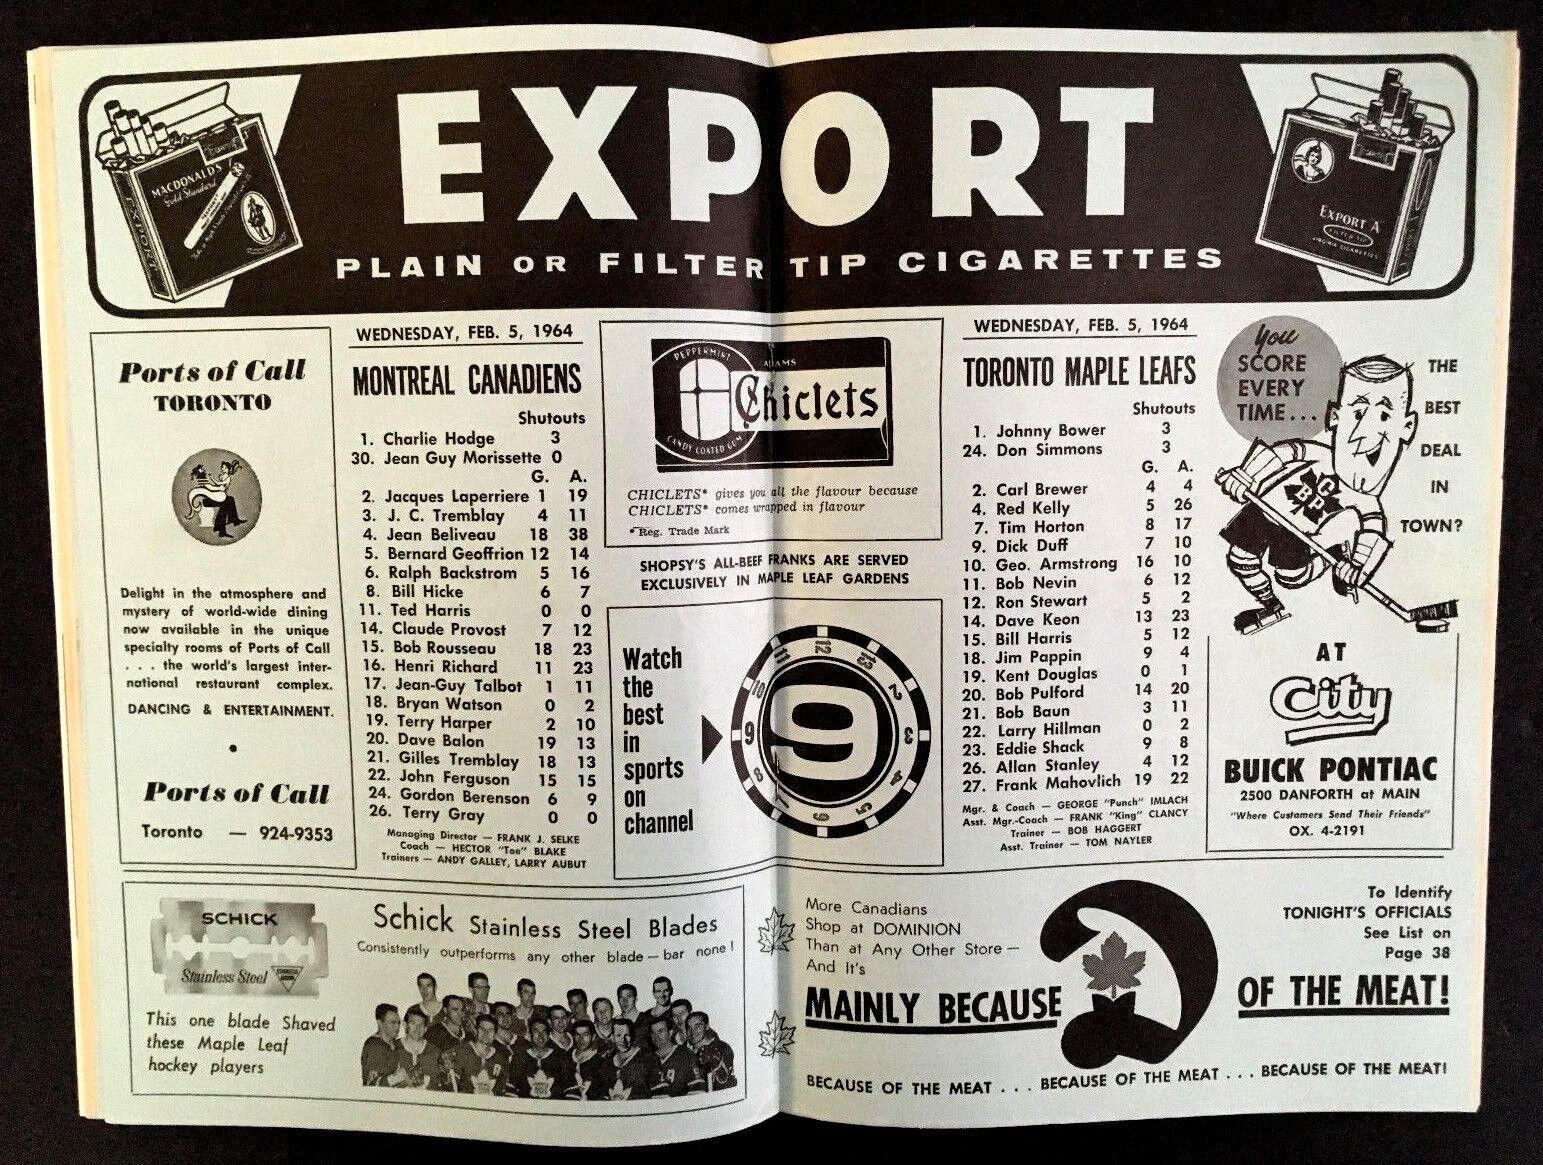 EXPORT
PLAIN OR FILTER TIP CIGARETTES
MACDONALD'S
Gold Standard
EXPORT
EXPORT A
FILTER TIP
VIRGINIA CIGARETTES
Ports of Call
TORONTO
Delight in the atmosphere and
mystery of world-wide dining
now available in the unique
specialty rooms of Ports of Call
. . . the world's largest inter-
national restaurant complex.
DANCING & ENTERTAINMENT.
•
Ports of Call
Toronto — 924-9353
WEDNESDAY, FEB. 5, 1964
MONTREAL CANADIENS
Shutouts
1. Charlie Hodge 3
30. Jean Guy Morissette 0
G. A.
2. Jacques Laperriere 1 19
3. J. C. Tremblay 4 11
4. Jean Beliveau 18 38
5. Bernard Geoffrion 12 14
6. Ralph Backstrom 5 16
8. Bill Hicke 6 7
11. Ted Harris 0 0
14. Claude Provost 7 12
15. Bob Rousseau 18 23
16. Henri Richard 11 23
17. Jean-Guy Talbot 1 11
18. Bryan Watson 0 2
19. Terry Harper 2 10
20. Dave Balon 19 13
21. Gilles Tremblay 18 13
22. John Ferguson 15 15
24. Gordon Berenson 6 9
26. Terry Gray 0 0
Managing Director — FRANK J. SELKE
Coach — HECTOR "Toe" BLAKE
Trainers — ANDY GALLEY, LARRY AUBUT
PEPPERMINT
ADAMS
Chiclets
CANDY COATED GUM
CHICLETS* gives you all the flavour because
CHICLETS* comes wrapped in flavour
*Reg. Trade Mark
SHOPSY'S ALL-BEEF FRANKS ARE SERVED
EXCLUSIVELY IN MAPLE LEAF GARDENS
Watch
the
best
in
sports
on
channel
9
12
13
2
3
4
5
6
7
8
9
10
11
WEDNESDAY, FEB. 5, 1964
TORONTO MAPLE LEAFS
Shutouts
1. Johnny Bower 3
24. Don Simmons 3
G. A.
2. Carl Brewer 4 4
4. Red Kelly 5 26
7. Tim Horton 8 17
9. Dick Duff 7 10
10. Geo. Armstrong 16 10
11. Bob Nevin 6 12
12. Ron Stewart 5 2
14. Dave Keon 13 23
15. Bill Harris 5 12
18. Jim Pappin 9 4
19. Kent Douglas 0 1
20. Bob Pulford 14 20
21. Bob Baun 3 11
22. Larry Hillman 0 2
23. Eddie Shack 9 8
26. Allan Stanley 4 12
27. Frank Mahovlich 19 22
Mgr. & Coach — GEORGE "Punch" IMLACH
Asst. Mgr.-Coach — FRANK "King" CLANCY
Trainer — BOB HAGGERT
Asst. Trainer — TOM NAYLER
You
SCORE
EVERY
TIME...
THE
BEST
DEAL
IN
TOWN?
AT
City
BUICK PONTIAC
2500 DANFORTH at MAIN
"Where Customers Send Their Friends"
OX. 4-2191
SCHICK
Stainless Steel
This one blade Shaved
these Maple Leaf
hockey players
Schick Stainless Steel Blades
Consistently outperforms any other blade — bar none!
More Canadians
Shop at DOMINION
Than at Any Other Store —
And It's
MAINLY BECAUSE
OF THE MEAT!
To Identify
TONIGHT'S OFFICIALS
See List on
Page 38
BECAUSE OF THE MEAT . . . BECAUSE OF THE MEAT . . . BECAUSE OF THE MEAT!